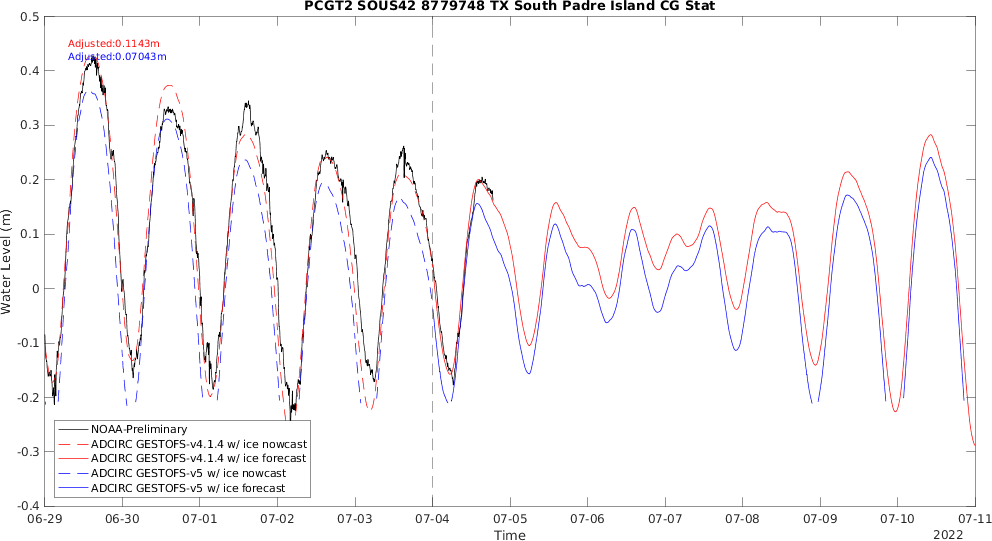 PCGT2 SOUS42 8779748 TX South Padre Island CG Stat
Adjusted:0.1143m
Adjusted:0.07043m
0.5
0.4
0.3
0.2
0.1
0
-0.1
-0.2
-0.3
-0.4
Water Level (m)
NOAA-Preliminary
ADCIRC GESTOFS-v4.1.4 w/ ice nowcast
ADCIRC GESTOFS-v4.1.4 w/ ice forecast
ADCIRC GESTOFS-v5 w/ ice nowcast
ADCIRC GESTOFS-v5 w/ ice forecast
06-29 06-30 07-01 07-02 07-03 07-04 07-05 07-06 07-07 07-08 07-09 07-10 07-11
Time
2022